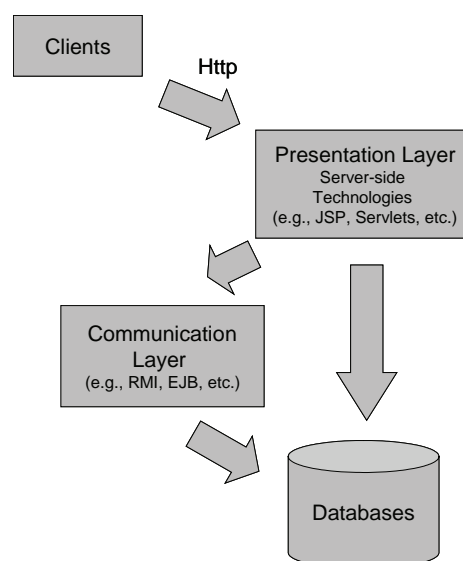 Clients
Http
Presentation Layer
Server-side
Technologies
(e.g., JSP, Servlets, etc.)
Communication
Layer
(e.g., RMI, EJB, etc.)
Databases